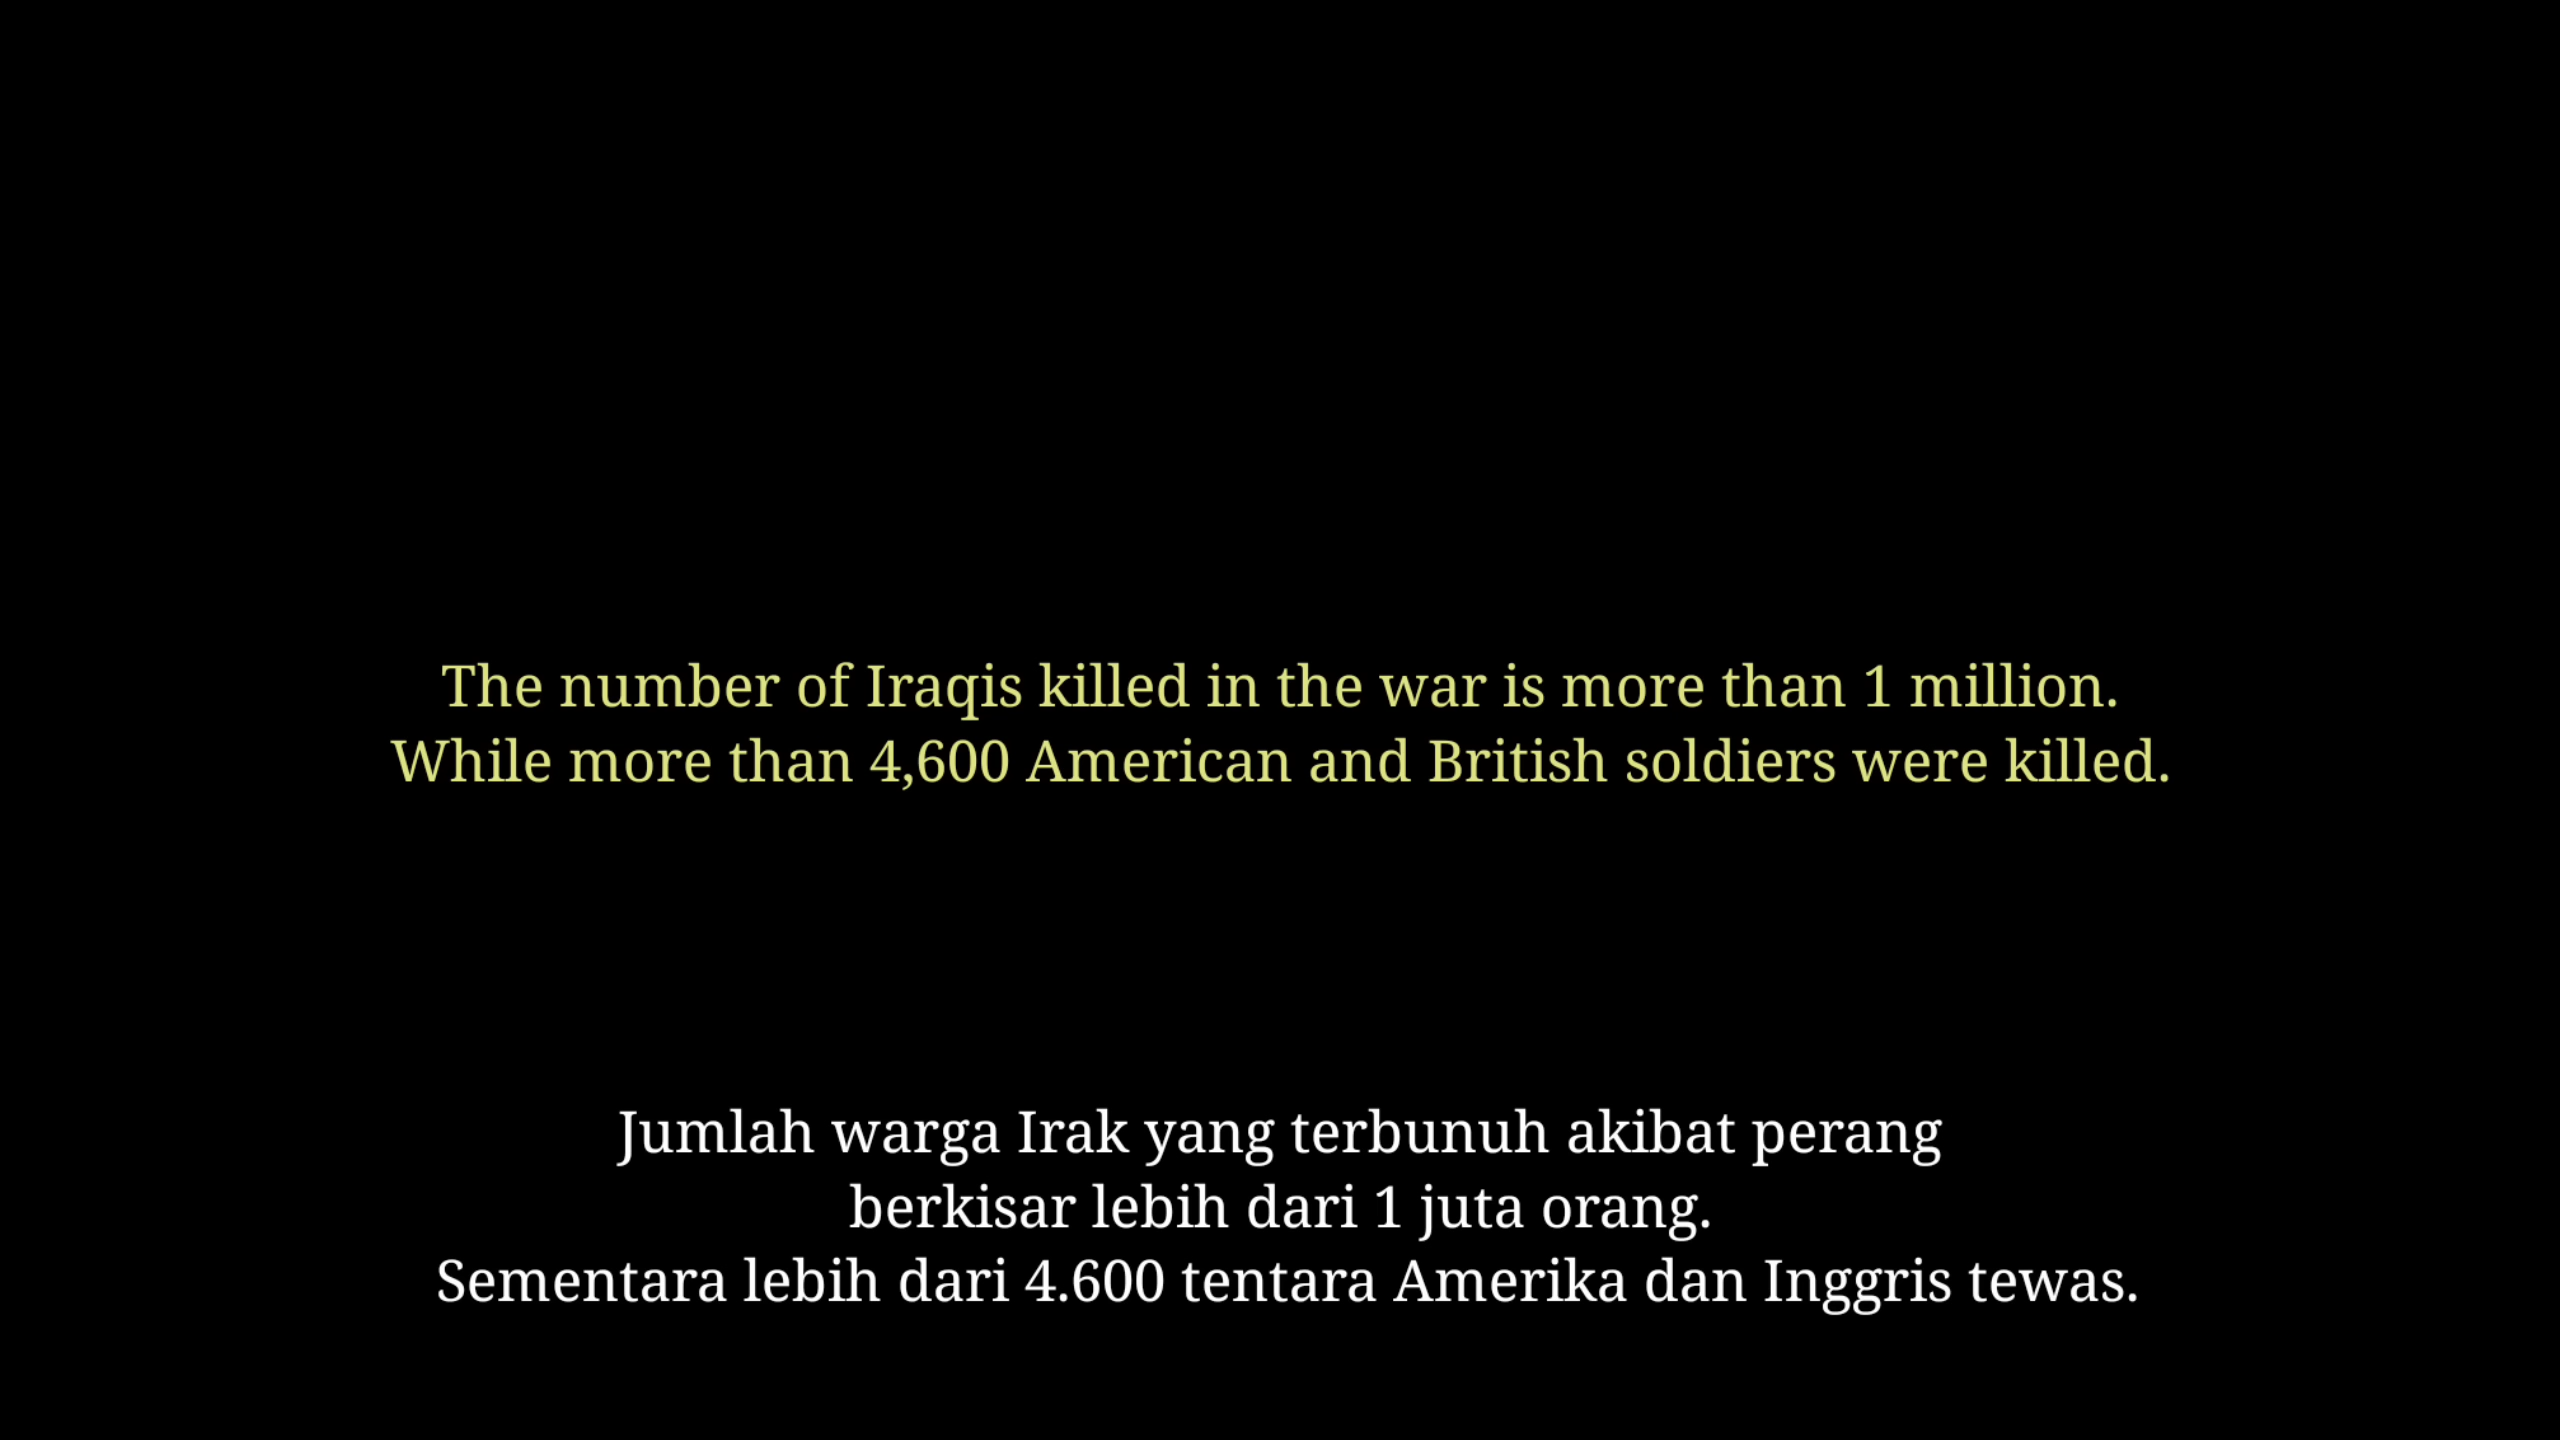 The number of Iraqis killed in the war is more than 1 million.
While more than 4,600 American and British soldiers were killed.
Jumlah warga Irak yang terbunuh akibat perang
berkisar lebih dari 1 juta orang.
Sementara lebih dari 4.600 tentara Amerika dan Inggris tewas.